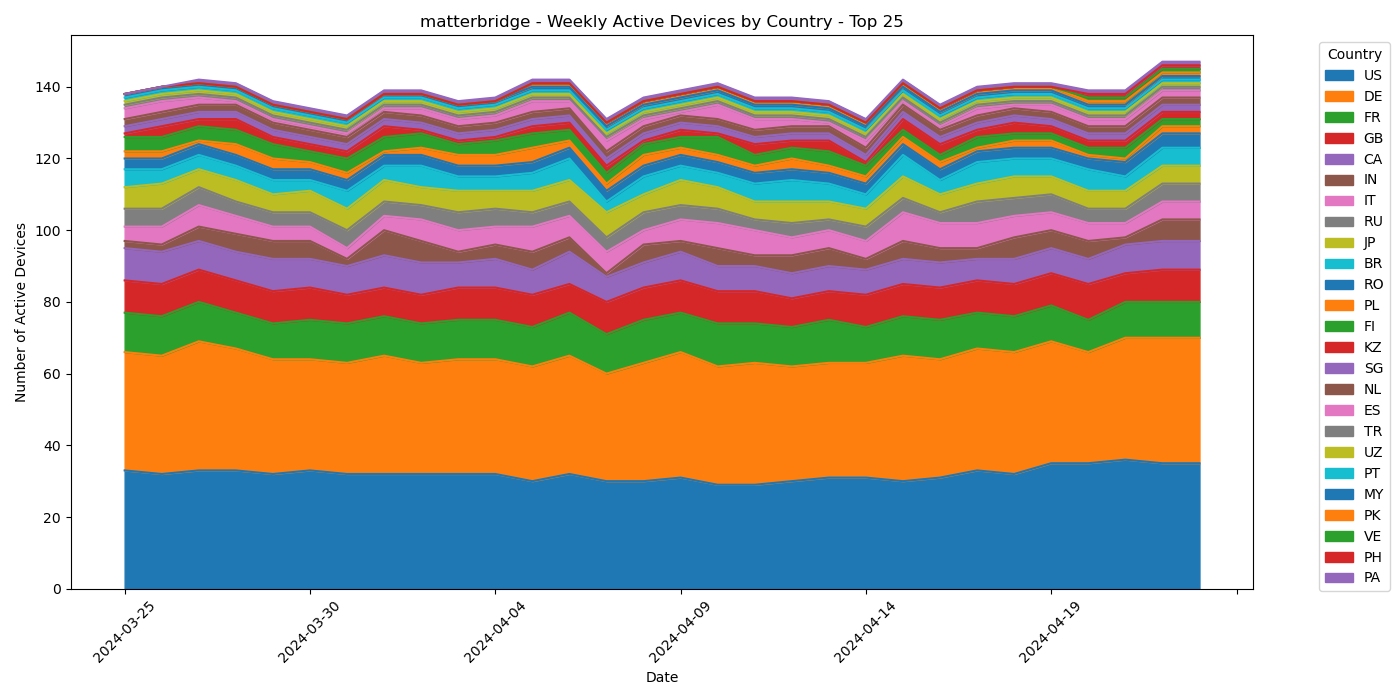 matterbridge - Weekly Active Devices by Country - Top 25
Number of Active Devices
140
120
100
80
60
40
20
0
2024-03-25
2024-03-30
2024-04-04
2024-04-09
2024-04-14
2024-04-19
Date
Country
US
DE
FR
GB
CA
IN
IT
RU
JP
BR
RO
PL
FI
KZ
SG
NL
ES
TR
UZ
PT
MY
PK
VE
PH
PA